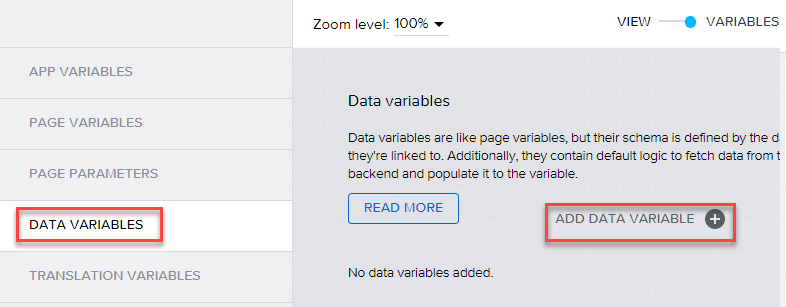 Zoom level: 100%
VIEW VARIABLES
APP VARIABLES
PAGE VARIABLES
PAGE PARAMETERS
DATA VARIABLES
TRANSLATION VARIABLES
Data variables
Data variables are like page variables, but their schema is defined by the
they're linked to. Additionally, they contain default logic to fetch data from
backend and populate it to the variable.
READ MORE
ADD DATA VARIABLE
No data variables added.